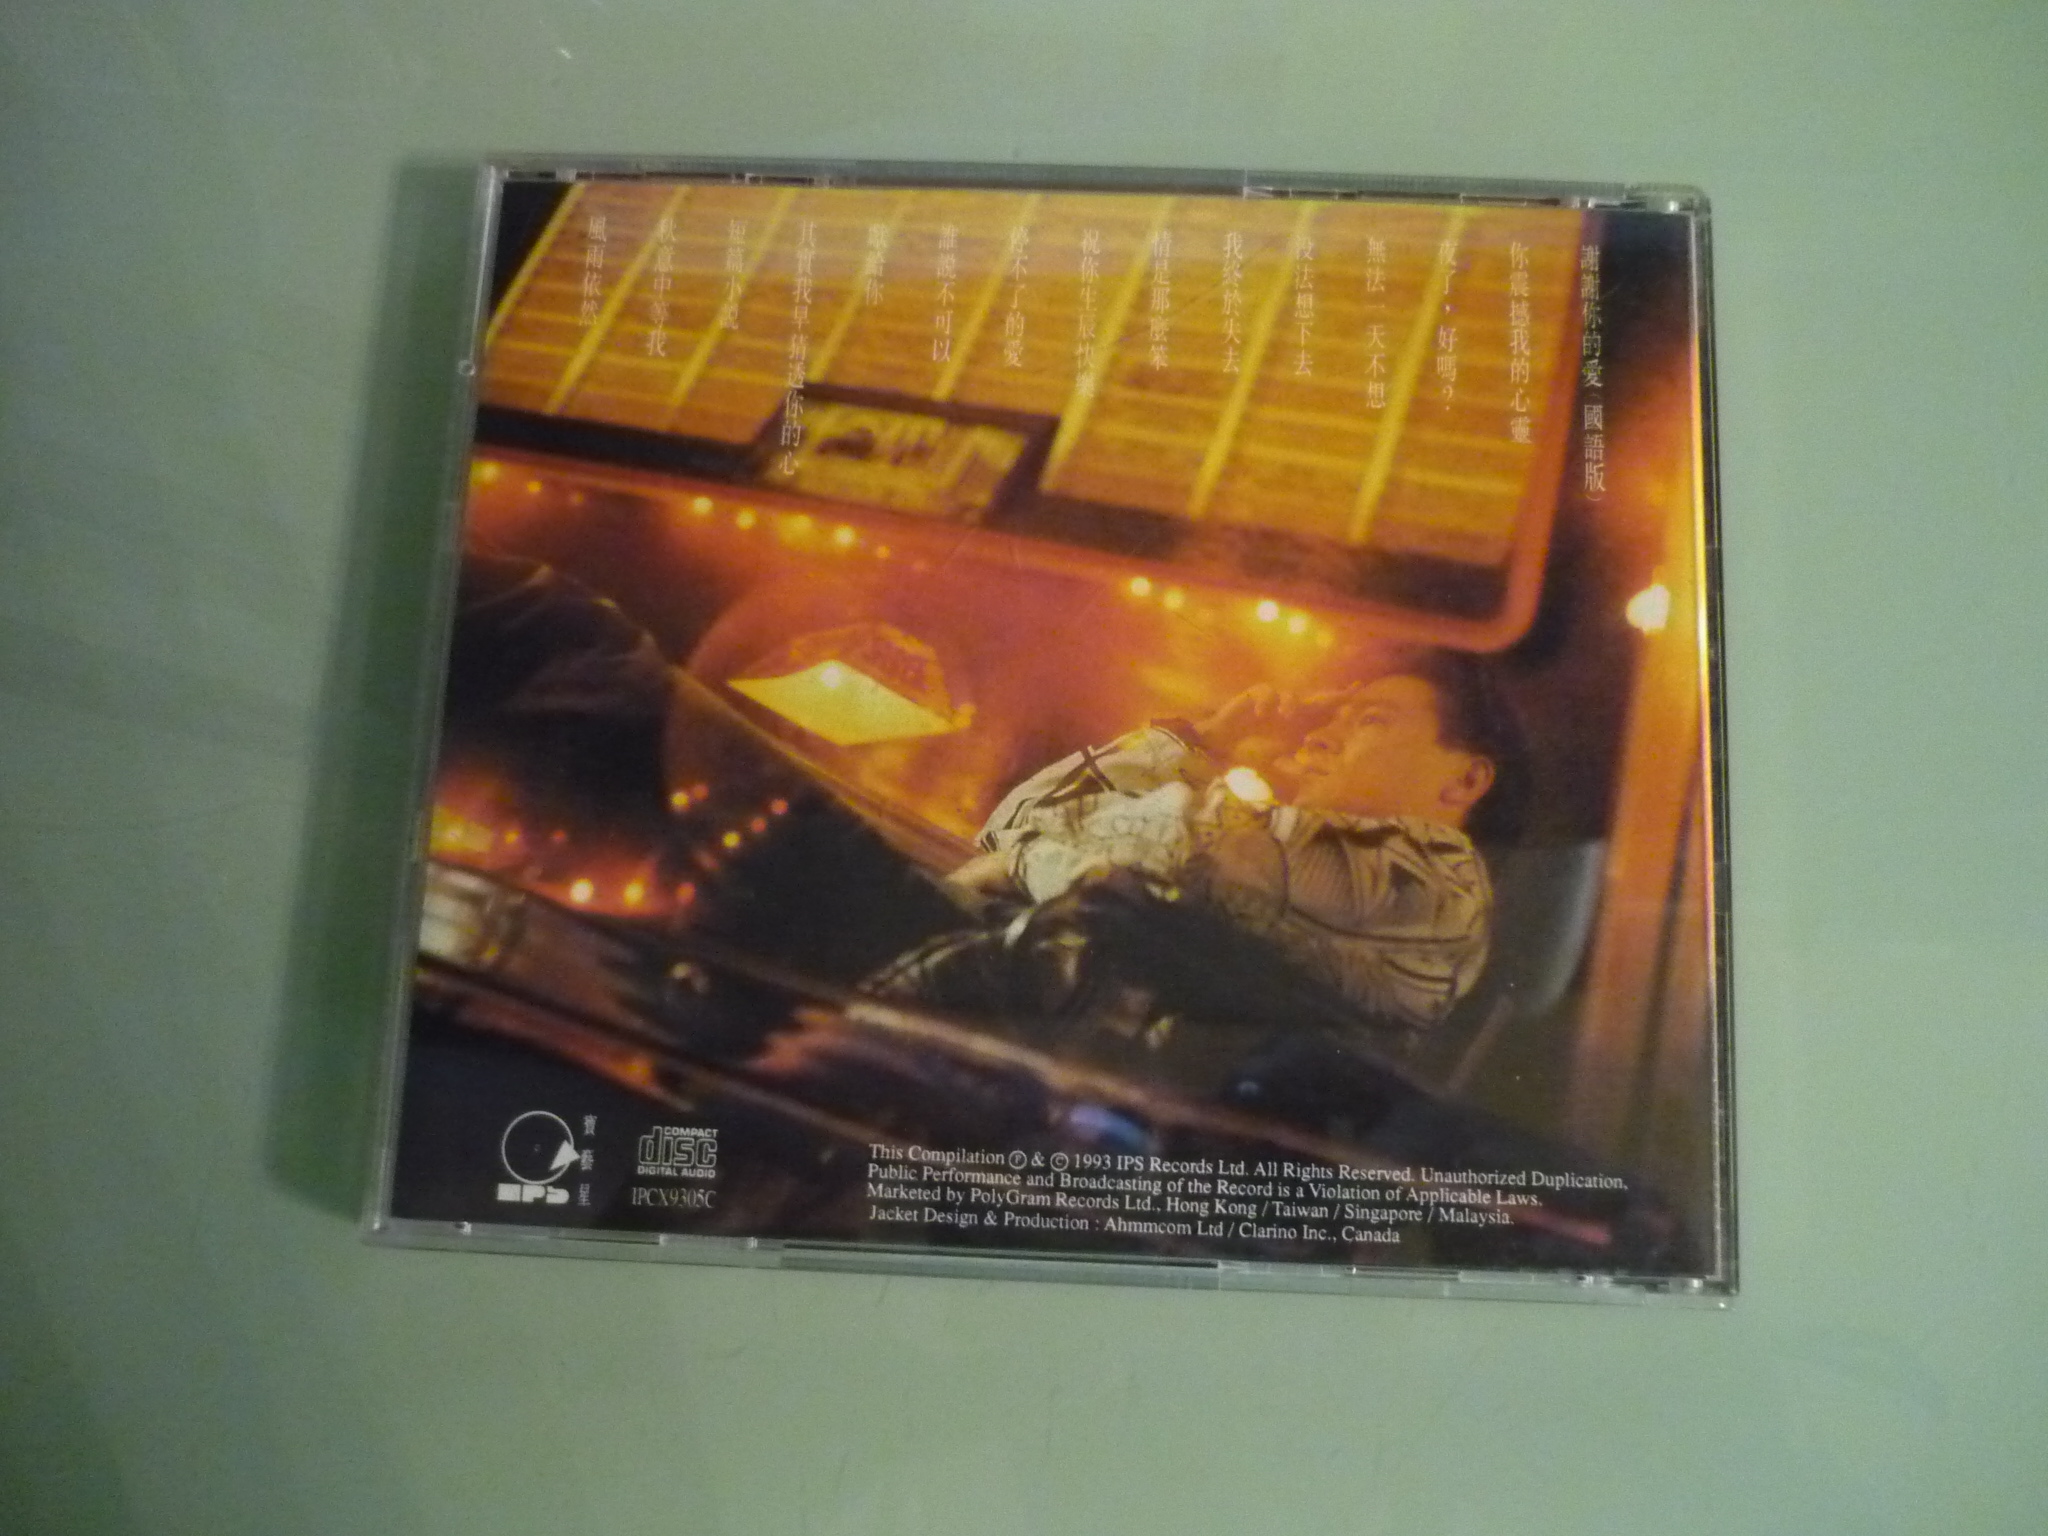 謝謝你的愛（國語版）
你震撼我的心靈
夜了，好嗎？
無法一天不想
沒法想下去
我終於失去
情是那麼笨
祝你生辰快樂
不了的愛
誰說不可以
你
其實我早猜透你的心
短篇小說
秋意中等我
風雨依然
寶藝星
COMPACT
disc
DIGITAL AUDIO
IPCX9305C
This Compilation Ⓟ & © 1993 IPS Records Ltd. All Rights Reserved. Unauthorized Duplication,
Public Performance and Broadcasting of the Record is a Violation of Applicable Laws.
Marketed by PolyGram Records Ltd., Hong Kong / Taiwan / Singapore / Malaysia.
Jacket Design & Production : Ahmmcom Ltd / Clarino Inc., Canada